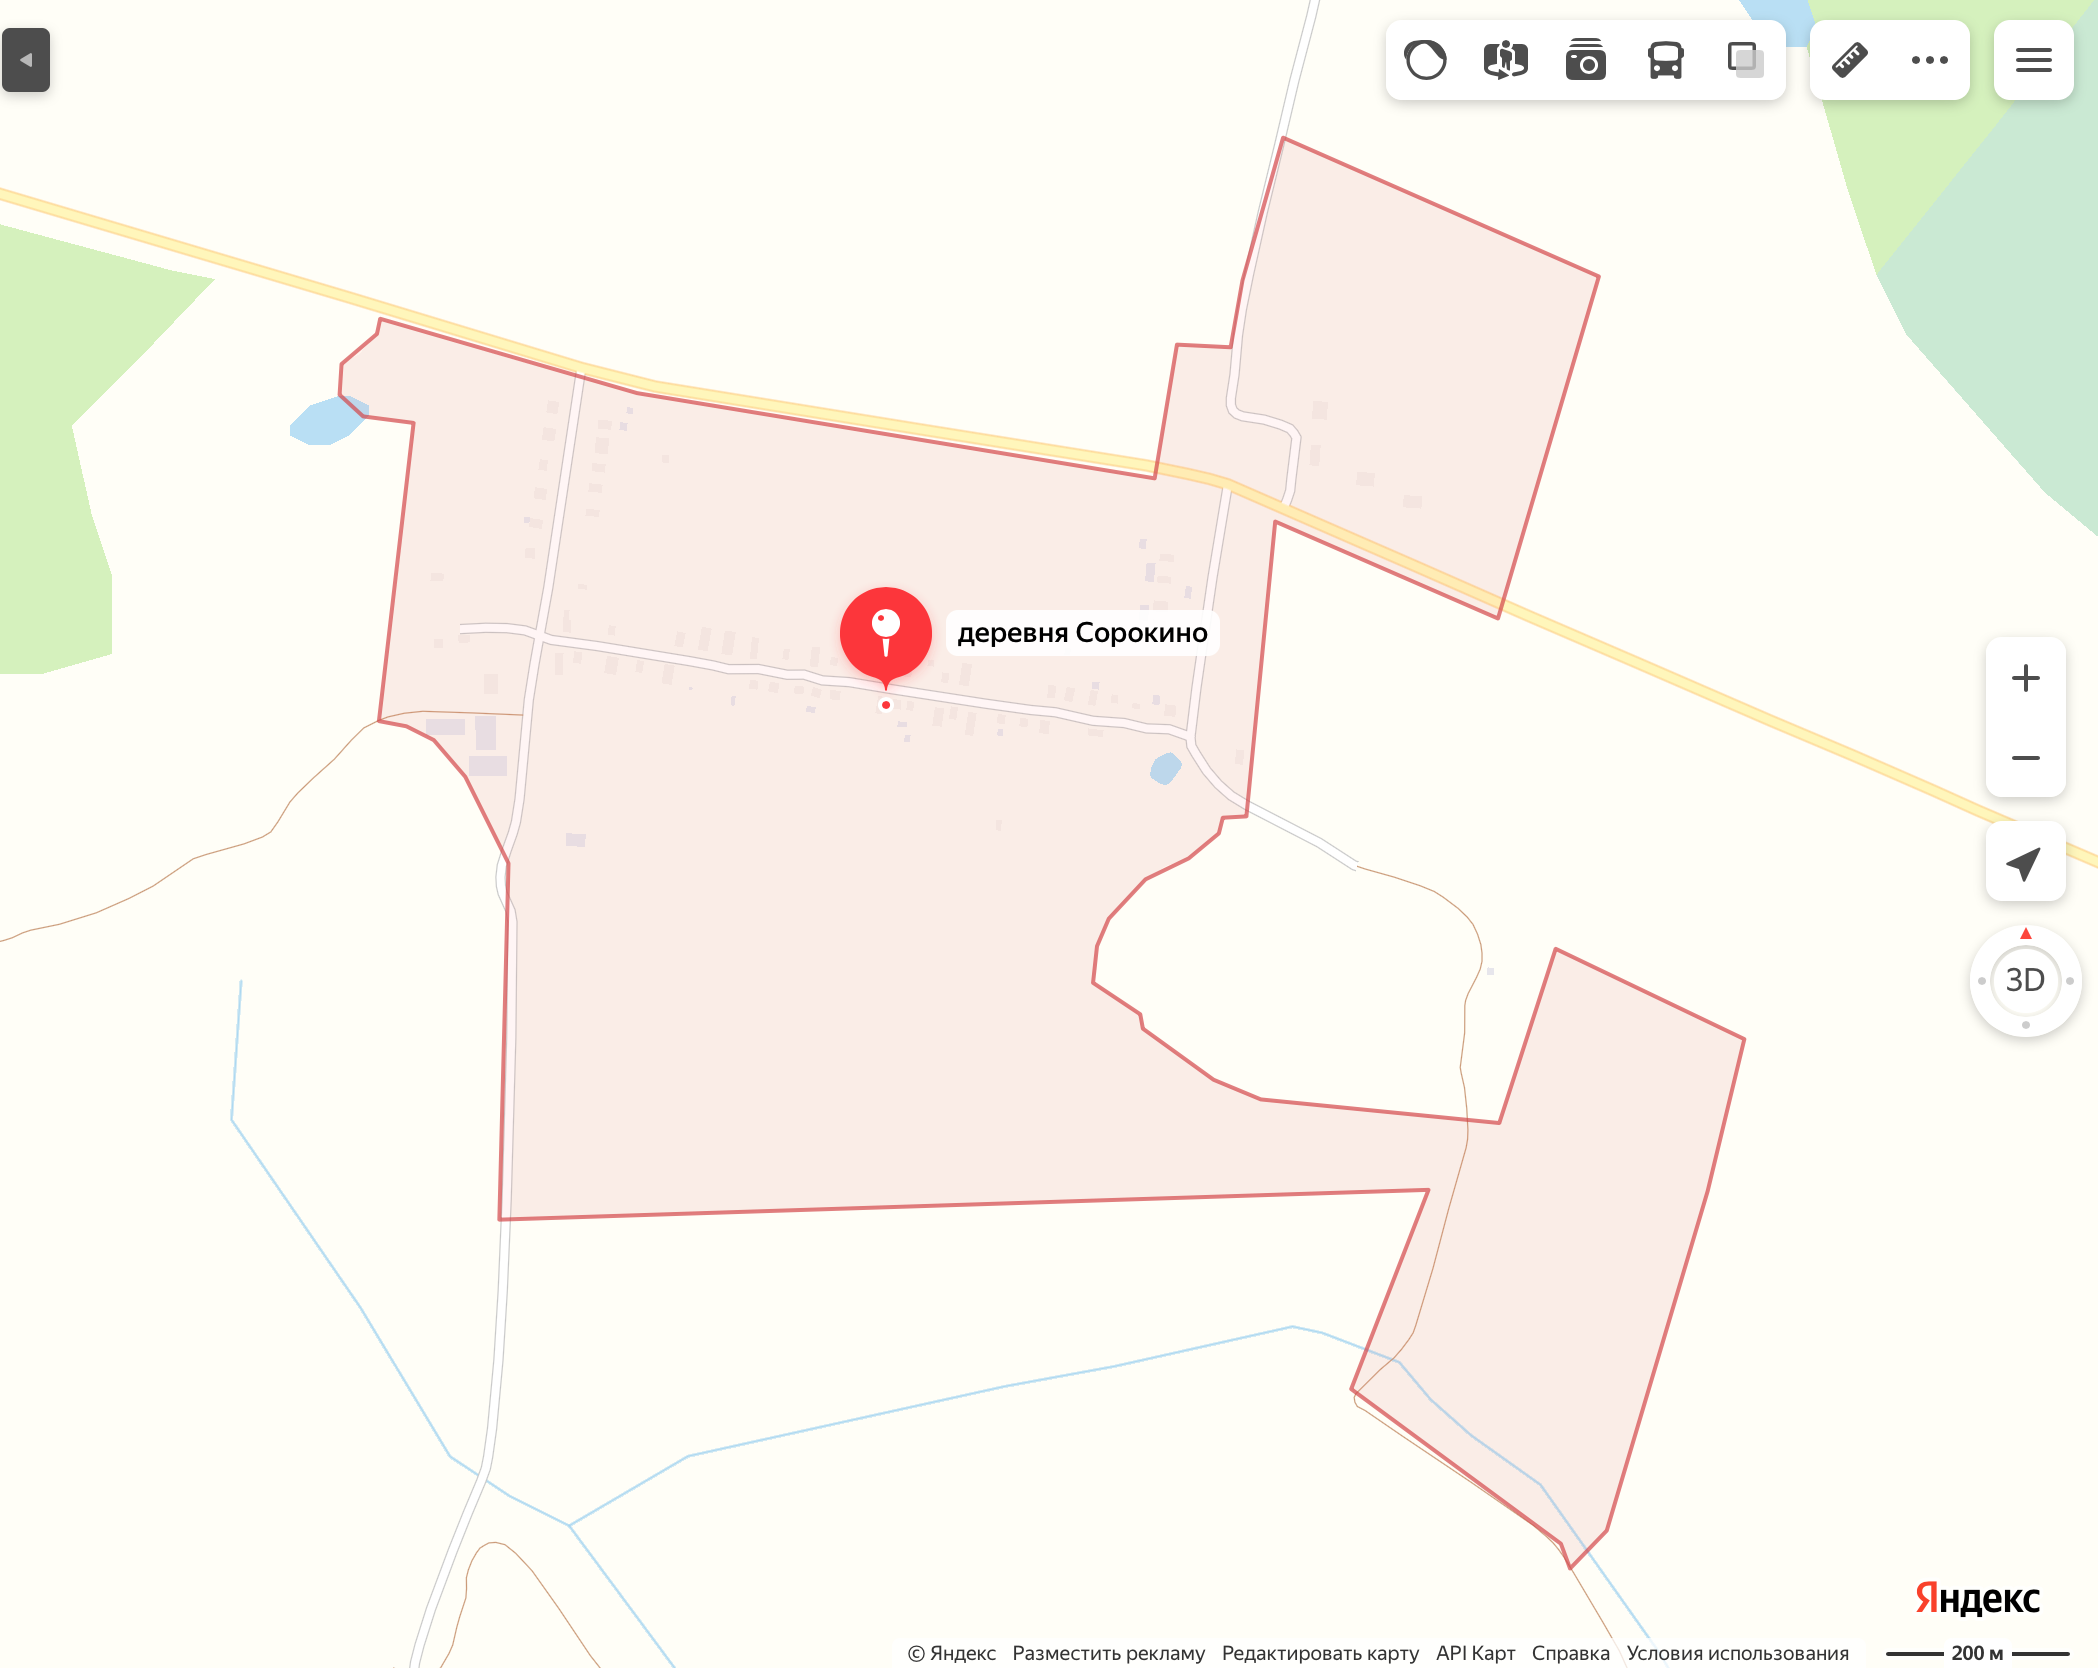 деревня Сорокино
3D
Яндекс
© Яндекс Разместить рекламу Редактировать карту API Карт Справка Условия использования 200 м